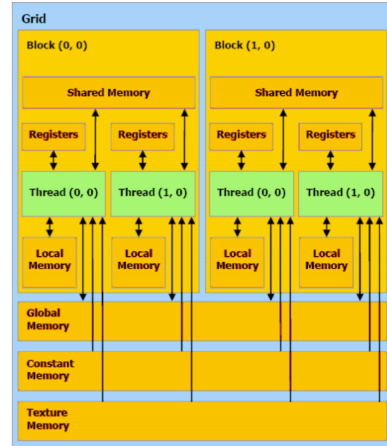 Grid
Block (0, 0)
Block (1, 0)
Shared Memory
Shared Memory
Registers
Registers
Registers
Registers
Thread (0, 0)
Thread (1, 0)
Thread (0, 0)
Thread (1, 0)
Local
Memory
Local
Memory
Local
Memory
Local
Memory
Global
Memory
Constant
Memory
Texture
Memory